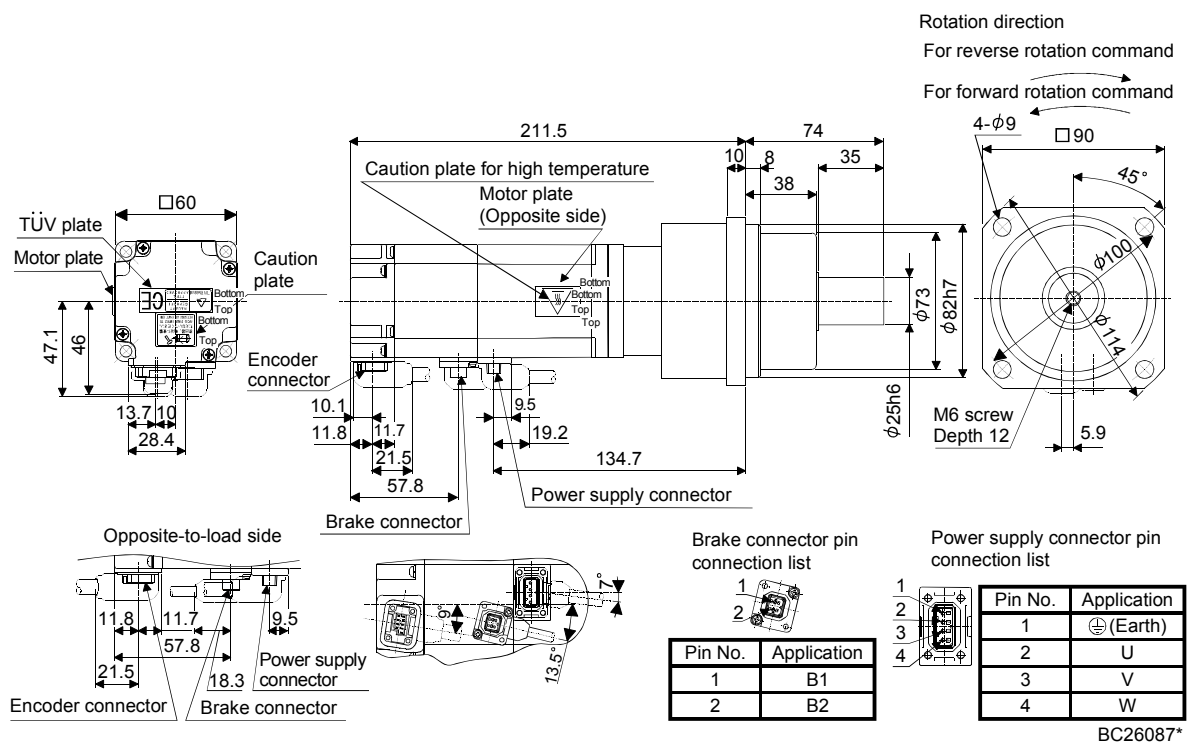 Rotation direction
For reverse rotation command
For forward rotation command
4-ϕ9
□90
45°
ϕ100
ϕ114
M6 screw
Depth 12
5.9
211.5
74
10
8
35
38
Caution plate for high temperature
Motor plate
(Opposite side)
Bottom
Bottom
Top
Top
ϕ73
ϕ82h7
ϕ25h6
□60
TÜV plate
Motor plate
Caution
plate
Bottom
Top
Bottom
Top
47.1
46
13.7
10
28.4
Encoder
connector
10.1
11.8
11.7
21.5
57.8
9.5
19.2
134.7
Power supply connector
Brake connector
Opposite-to-load side
11.8
11.7
9.5
57.8
21.5
18.3
Power supply
connector
Encoder connector
Brake connector
9°
7°
13.5°
Brake connector pin
connection list
1
2
Pin No. Application
1 B1
2 B2
Power supply connector pin
connection list
1
2
3
4
Pin No. Application
1 ⏚(Earth)
2 U
3 V
4 W
BC26087*